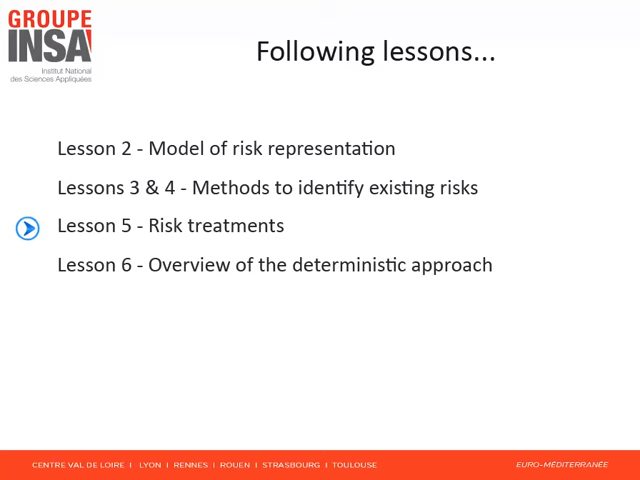 GROUPE
INSA
Institut National
des Sciences Appliquées
Following lessons...
Lesson 2 - Model of risk representation
Lessons 3 & 4 - Methods to identify existing risks
Lesson 5 - Risk treatments
Lesson 6 - Overview of the deterministic approach
CENTRE VAL DE LOIRE I LYON I RENNES I ROUEN I STRASBOURG I TOULOUSE
EURO-MÉDITERRANÉE